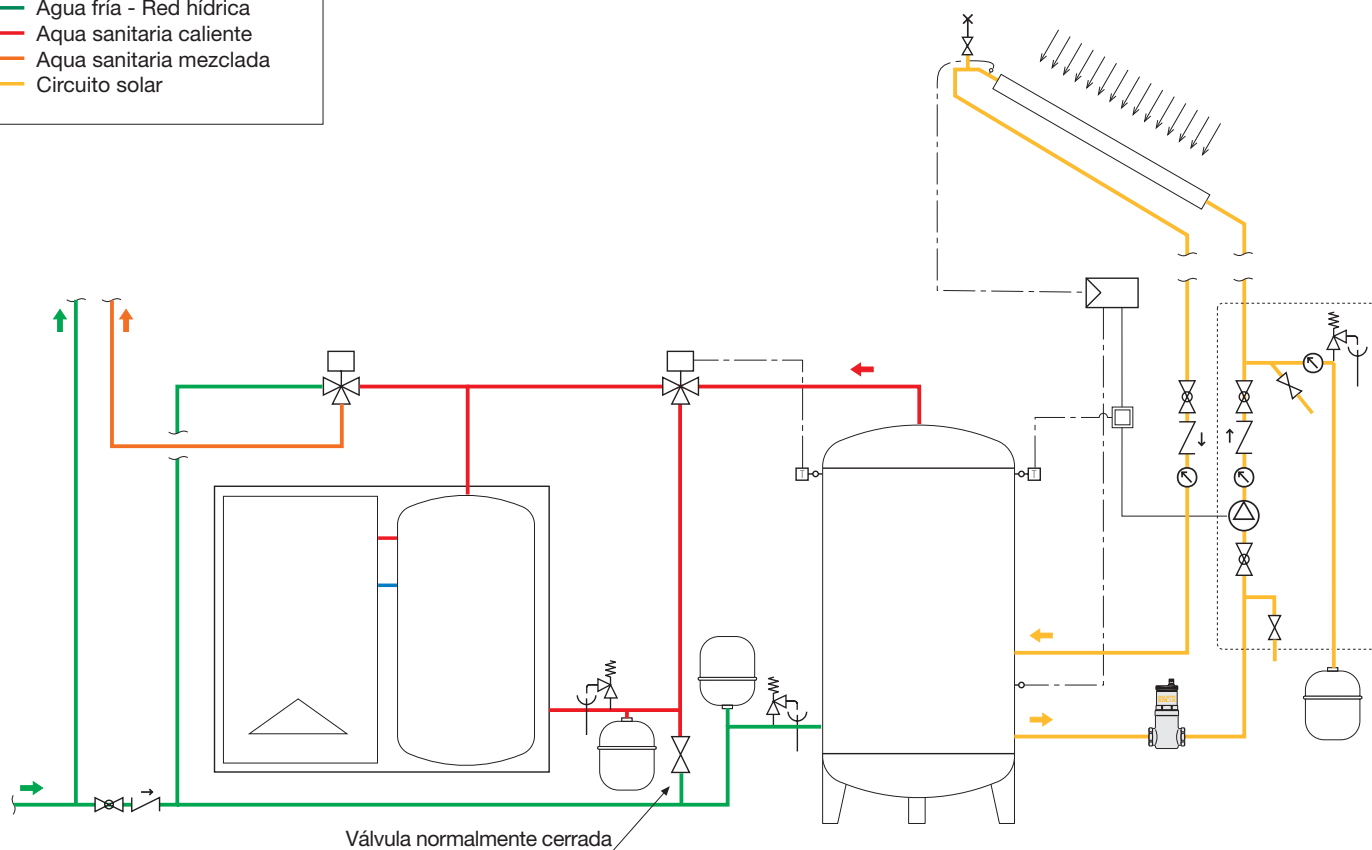 Agua fría - Red hídrica
Aqua sanitaria caliente
Aqua sanitaria mezclada
Circuito solar
T
T
Válvula normalmente cerrada